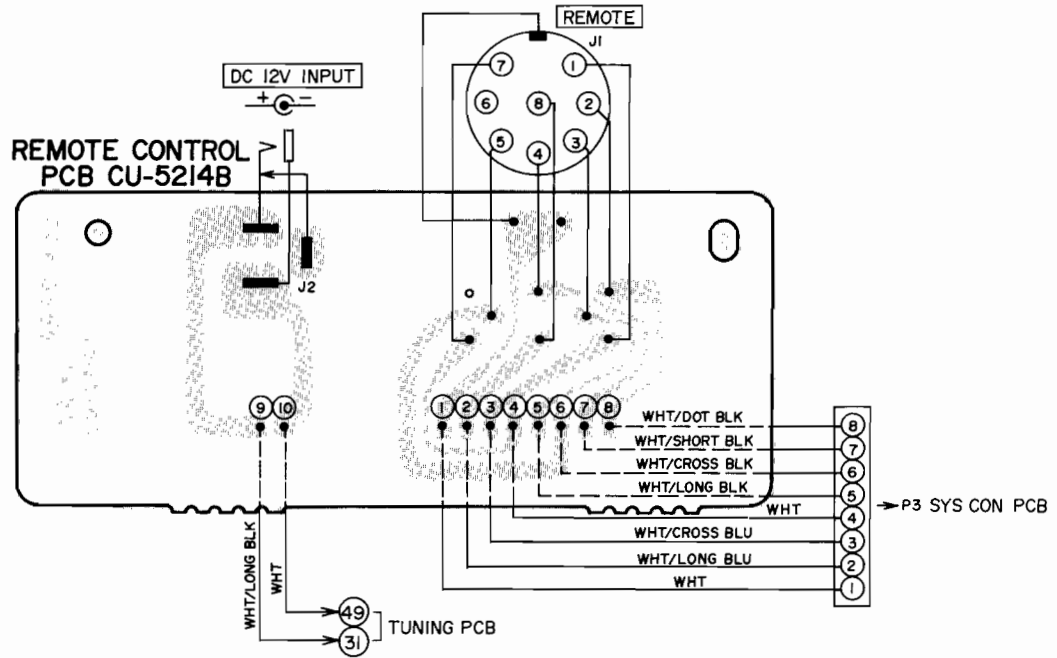 REMOTE
J1
7
1
6
8
2
5
3
4
DC 12V INPUT
+ -
REMOTE CONTROL
PCB CU-5214B
J2
9 10
1 2 3 4 5 6 7 8
WHT/DOT BLK
8
WHT/SHORT BLK
7
WHT/CROSS BLK
6
WHT/LONG BLK
5
WHT
4
P3 SYS CON PCB
WHT/CROSS BLU
3
WHT/LONG BLU
2
WHT
1
WHT/LONG BLK
WHT
49
31
TUNING PCB